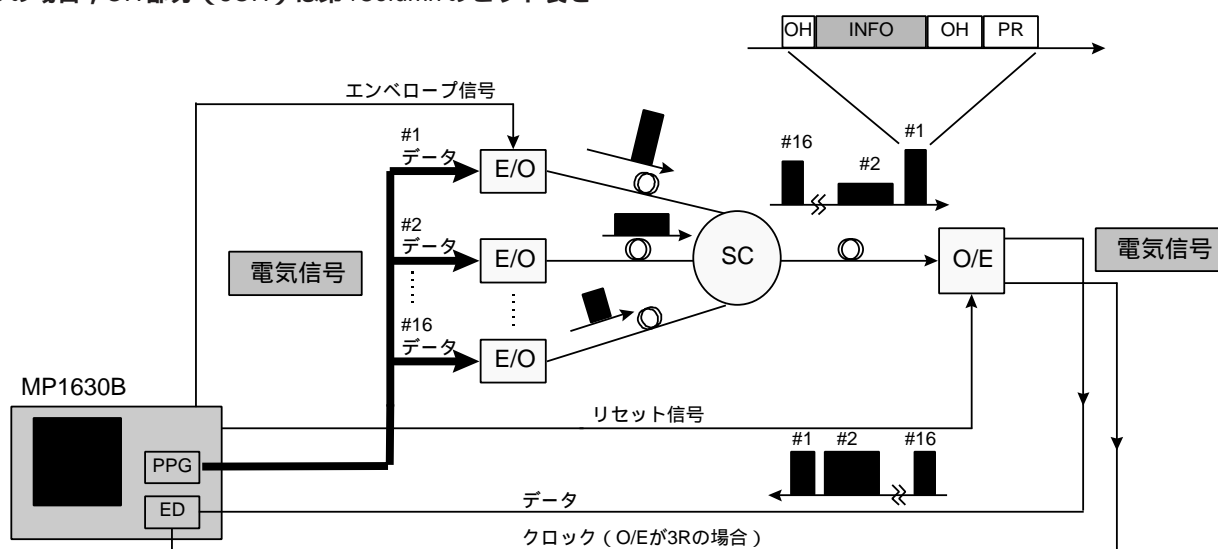 OH INFO OH PR
エンベロープ信号
#1
データ
E/O
#16
#2
#1
#2
データ
E/O
SC
O/E
電気信号
電気信号
#16
データ
E/O
MP1630B
リセット信号
PPG
#1 #2 #16
ED
データ
クロック(O/Eが3Rの場合)